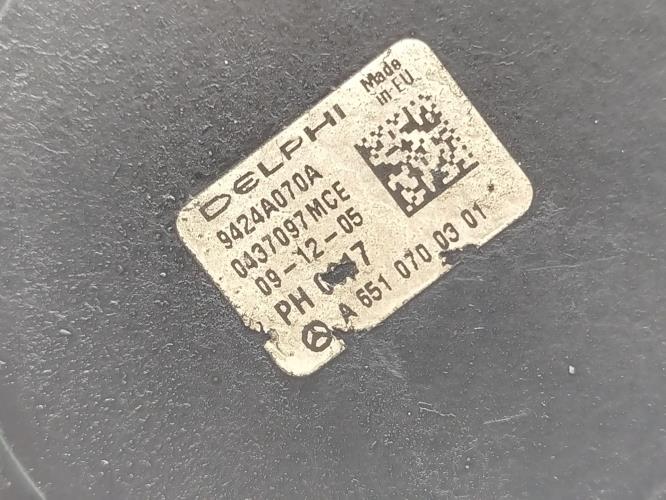 DELPHI
Made
in EU
9424A070A
0437097MCE
09-12-05
PH
A 651 070 03 01